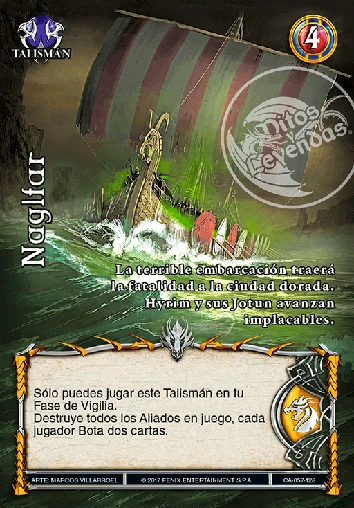 TALISMÁN
4
Mitos
Leyendas
Naglfar
La terrible embarcación traerá
la fatalidad a la ciudad dorada.
Hyrim y sus Jotun avanzan
implacables.
Sólo puedes jugar este Talismán en tu
Fase de Vigilia.
Destruye todos los Aliados en juego, cada
jugador Bota dos cartas.
ARTE: MARCOS VILLARROEL
© 2017 FENIX ENTERTAINMENT S.P.A.